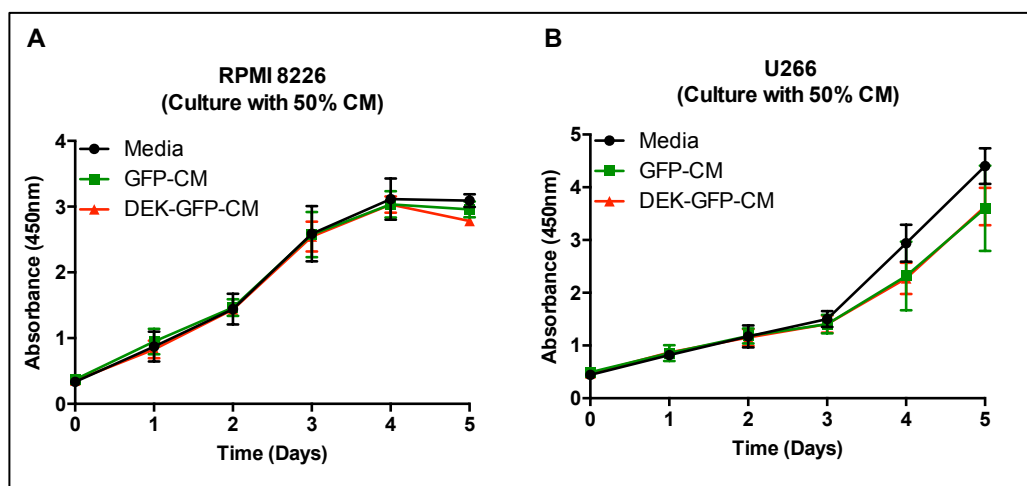 A
RPMI 8226
(Culture with 50% CM)
Media
GFP-CM
DEK-GFP-CM
Absorbance (450nm)
4
3
2
1
0
0 1 2 3 4 5
Time (Days)
B
U266
(Culture with 50% CM)
Media
GFP-CM
DEK-GFP-CM
Absorbance (450nm)
5
4
3
2
1
0
0 1 2 3 4 5
Time (Days)